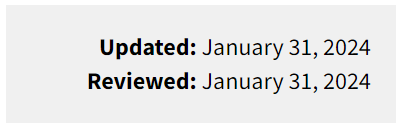 Updated: January 31, 2024
Reviewed: January 31, 2024